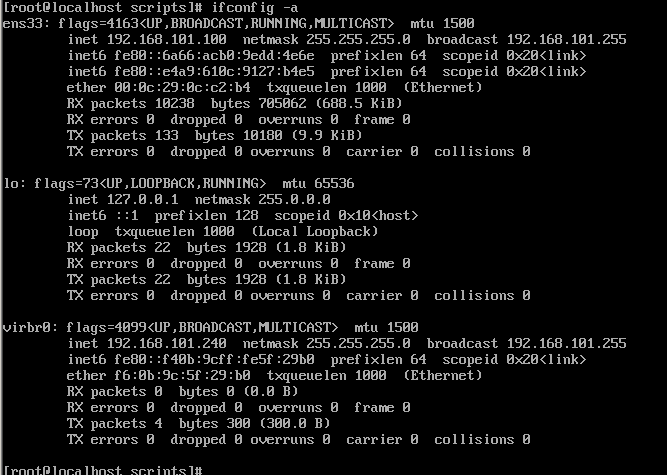 [root@localhost scripts]# ifconfig -a
ens33: flags=4163<UP,BROADCAST,RUNNING,MULTICAST>  mtu 1500
        inet 192.168.101.100  netmask 255.255.255.0  broadcast 192.168.101.255
        inet6 fe80::6a66:acb0:9edd:4e6e  prefixlen 64  scopeid 0x20<link>
        inet6 fe80::e4a9:610c:9127:b4e5  prefixlen 64  scopeid 0x20<link>
        ether 00:0c:29:0c:c2:b4  txqueuelen 1000  (Ethernet)
        RX packets 10238  bytes 705062 (688.5 KiB)
        RX errors 0  dropped 0  overruns 0  frame 0
        TX packets 133  bytes 10180 (9.9 KiB)
        TX errors 0  dropped 0 overruns 0  carrier 0  collisions 0

lo: flags=73<UP,LOOPBACK,RUNNING>  mtu 65536
        inet 127.0.0.1  netmask 255.0.0.0
        inet6 ::1  prefixlen 128  scopeid 0x10<host>
        loop  txqueuelen 1000  (Local Loopback)
        RX packets 22  bytes 1928 (1.8 KiB)
        RX errors 0  dropped 0  overruns 0  frame 0
        TX packets 22  bytes 1928 (1.8 KiB)
        TX errors 0  dropped 0 overruns 0  carrier 0  collisions 0

virbr0: flags=4099<UP,BROADCAST,MULTICAST>  mtu 1500
        inet 192.168.101.240  netmask 255.255.255.0  broadcast 192.168.101.255
        inet6 fe80::f40b:9cff:fe5f:29b0  prefixlen 64  scopeid 0x20<link>
        ether f6:0b:9c:5f:29:b0  txqueuelen 1000  (Ethernet)
        RX packets 0  bytes 0 (0.0 B)
        RX errors 0  dropped 0  overruns 0  frame 0
        TX packets 4  bytes 300 (300.0 B)
        TX errors 0  dropped 0 overruns 0  carrier 0  collisions 0

[root@localhost scripts]#